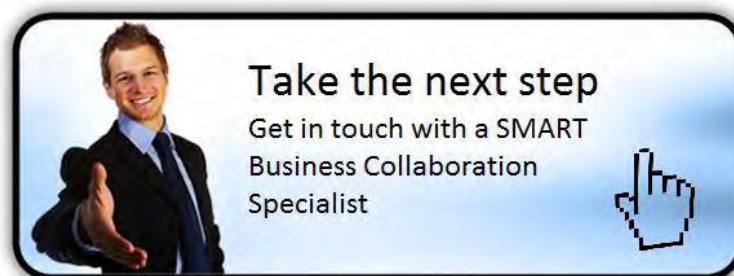 Take the next step
Get in touch with a SMART
Business Collaboration
Specialist